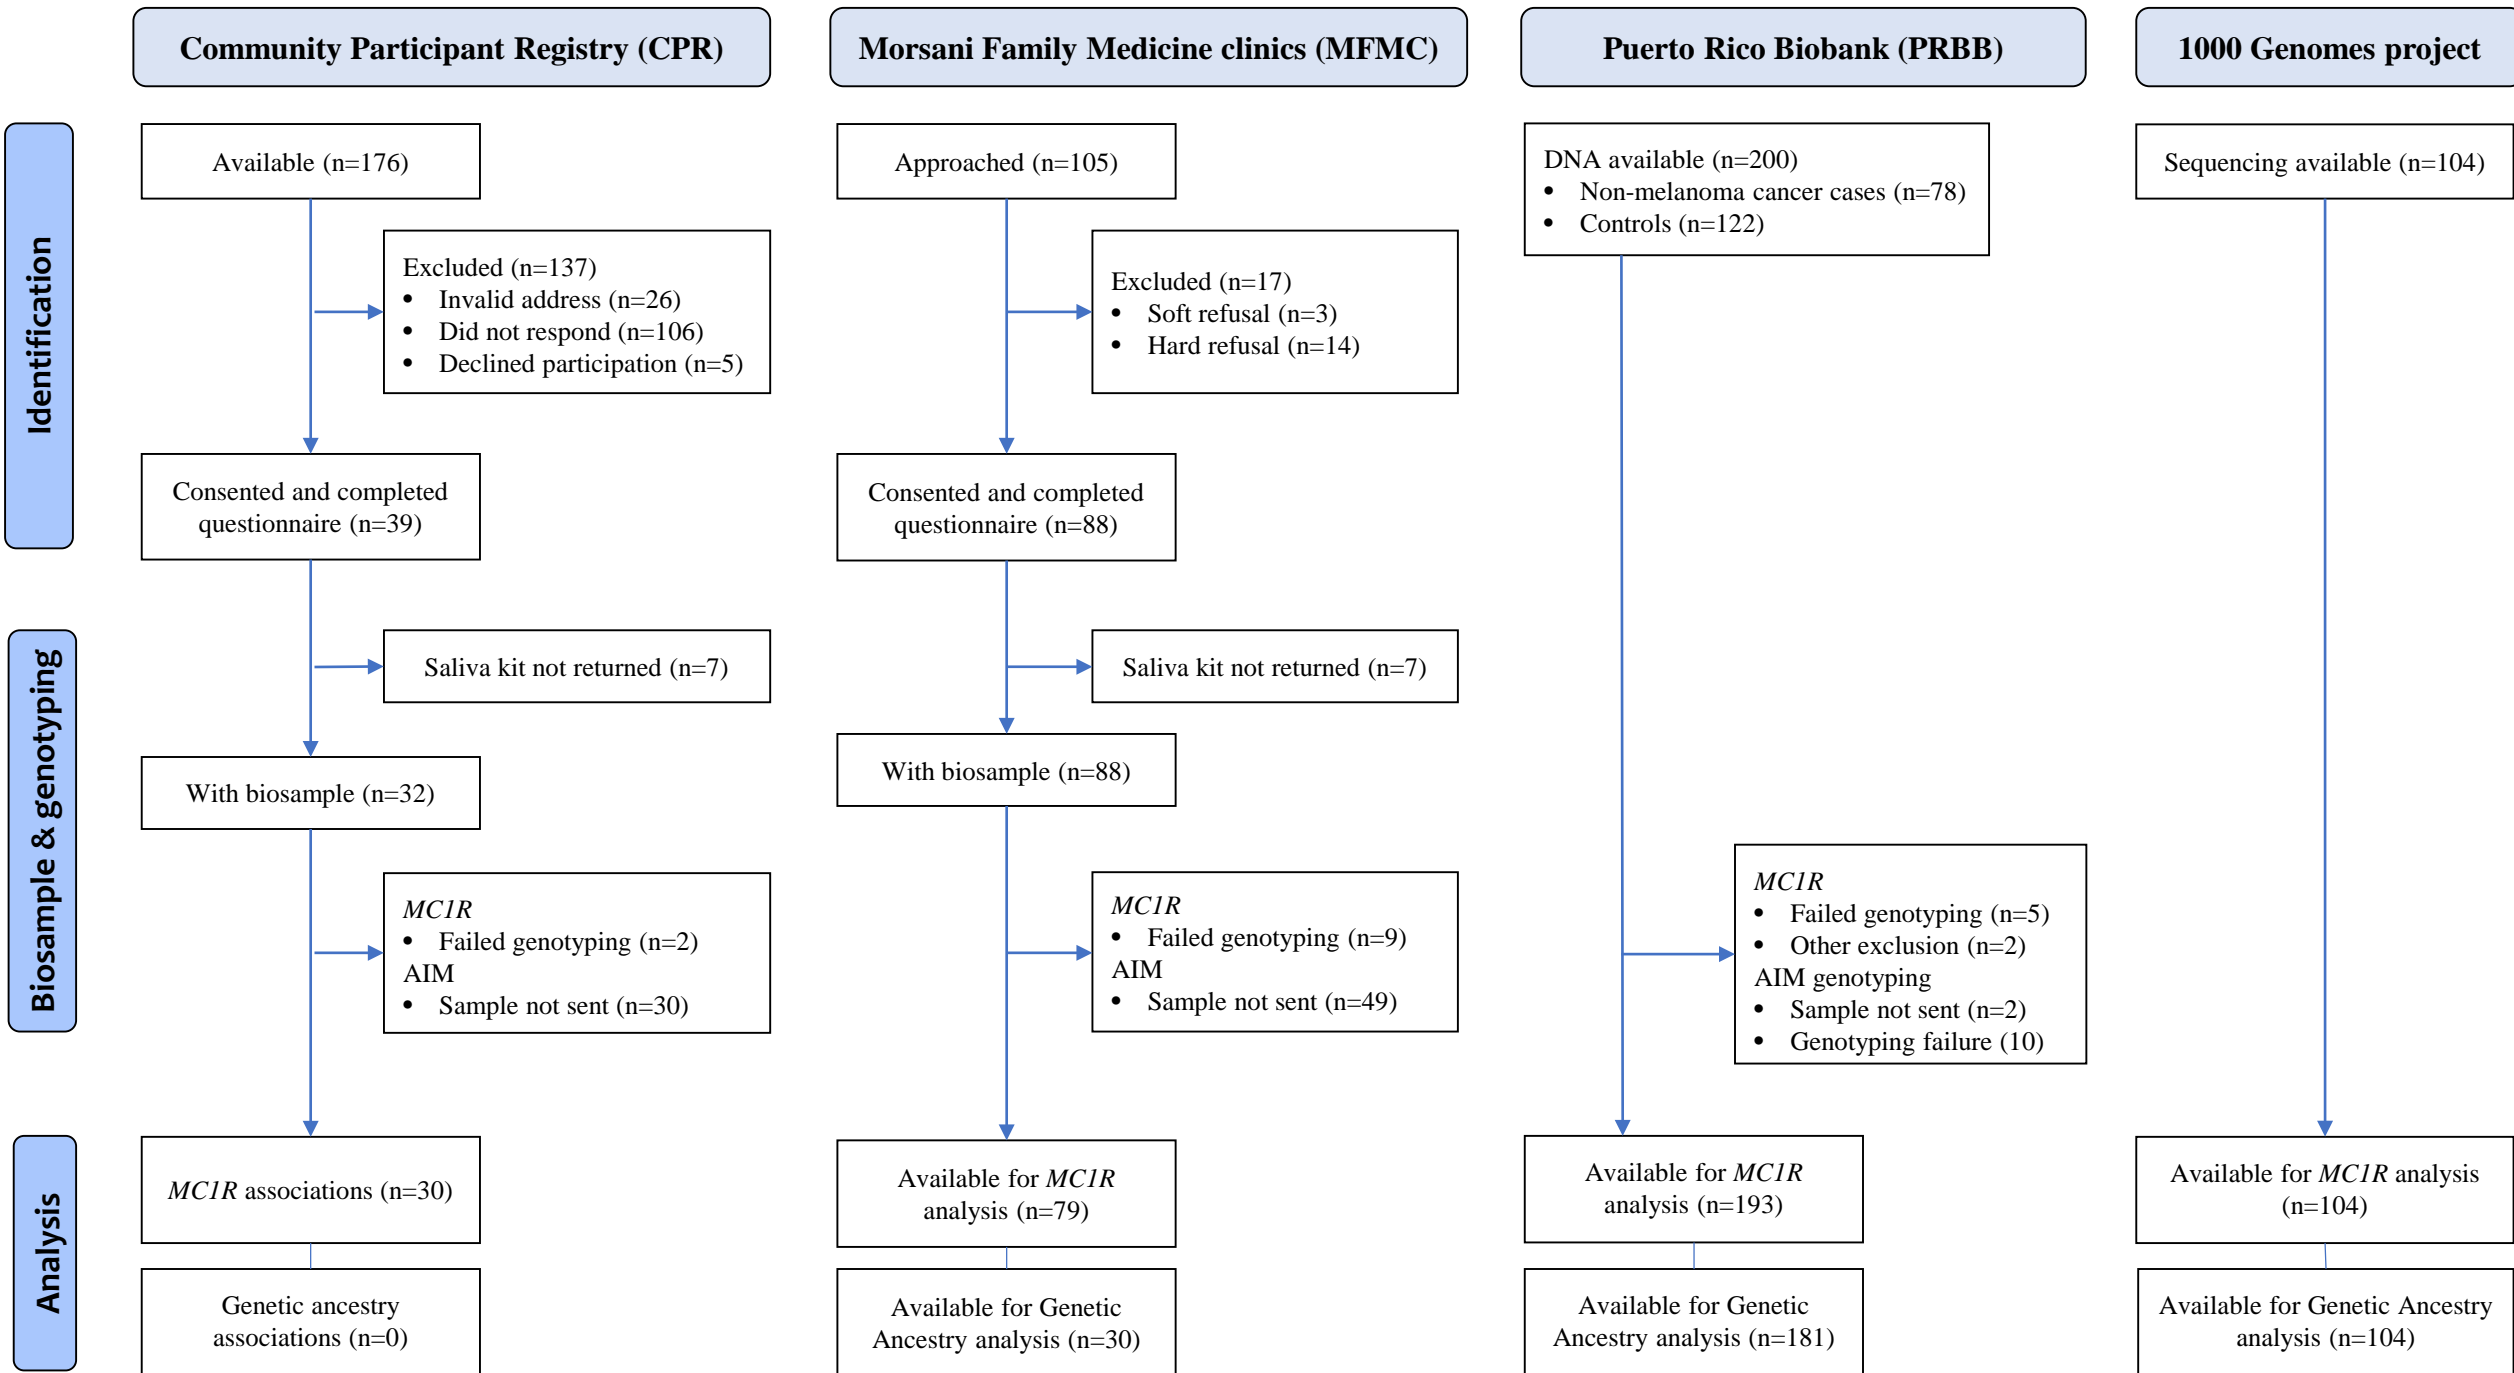 Community Participant Registry (CPR)
Morsani Family Medicine clinics (MFMC)
Puerto Rico Biobank (PRBB)
1000 Genomes project
Identification
Available (n=176)
Excluded (n=137)
• Invalid address (n=26)
• Did not respond (n=106)
• Declined participation (n=5)
Consented and completed
questionnaire (n=39)
Approached (n=105)
Excluded (n=17)
• Soft refusal (n=3)
• Hard refusal (n=14)
Consented and completed
questionnaire (n=88)
DNA available (n=200)
• Non-melanoma cancer cases (n=78)
• Controls (n=122)
Sequencing available (n=104)
Biosample & genotyping
Saliva kit not returned (n=7)
With biosample (n=32)
MC1R
• Failed genotyping (n=2)
AIM
• Sample not sent (n=30)
Saliva kit not returned (n=7)
With biosample (n=88)
MC1R
• Failed genotyping (n=9)
AIM
• Sample not sent (n=49)
MC1R
• Failed genotyping (n=5)
• Other exclusion (n=2)
AIM genotyping
• Sample not sent (n=2)
• Genotyping failure (10)
Analysis
MC1R associations (n=30)
Genetic ancestry
associations (n=0)
Available for MC1R
analysis (n=79)
Available for Genetic
Ancestry analysis (n=30)
Available for MC1R
analysis (n=193)
Available for Genetic
Ancestry analysis (n=181)
Available for MC1R analysis
(n=104)
Available for Genetic Ancestry
analysis (n=104)